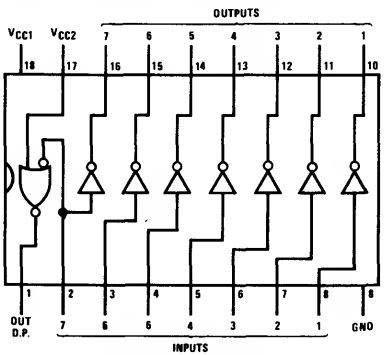 OUTPUTS
VCC1 VCC2 7 6 5 4 3 2 1
18 17 16 15 14 13 12 11 10
1 2 3 4 5 6 7 8 8
OUT D.P. 7 6 6 4 3 2 1 GND
INPUTS